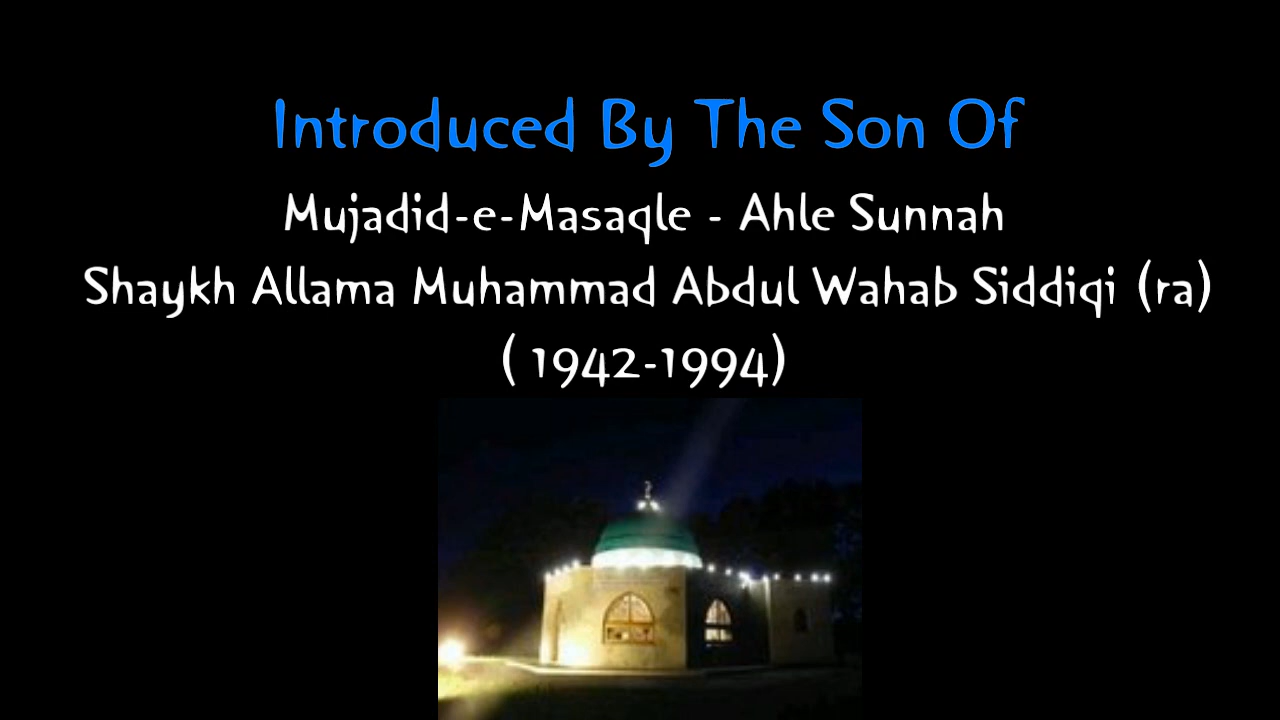 Introduced By The Son Of
Mujadid-e-Masaqle - Ahle Sunnah
Shaykh Allama Muhammad Abdul Wahab Siddiqi (ra)
( 1942-1994)